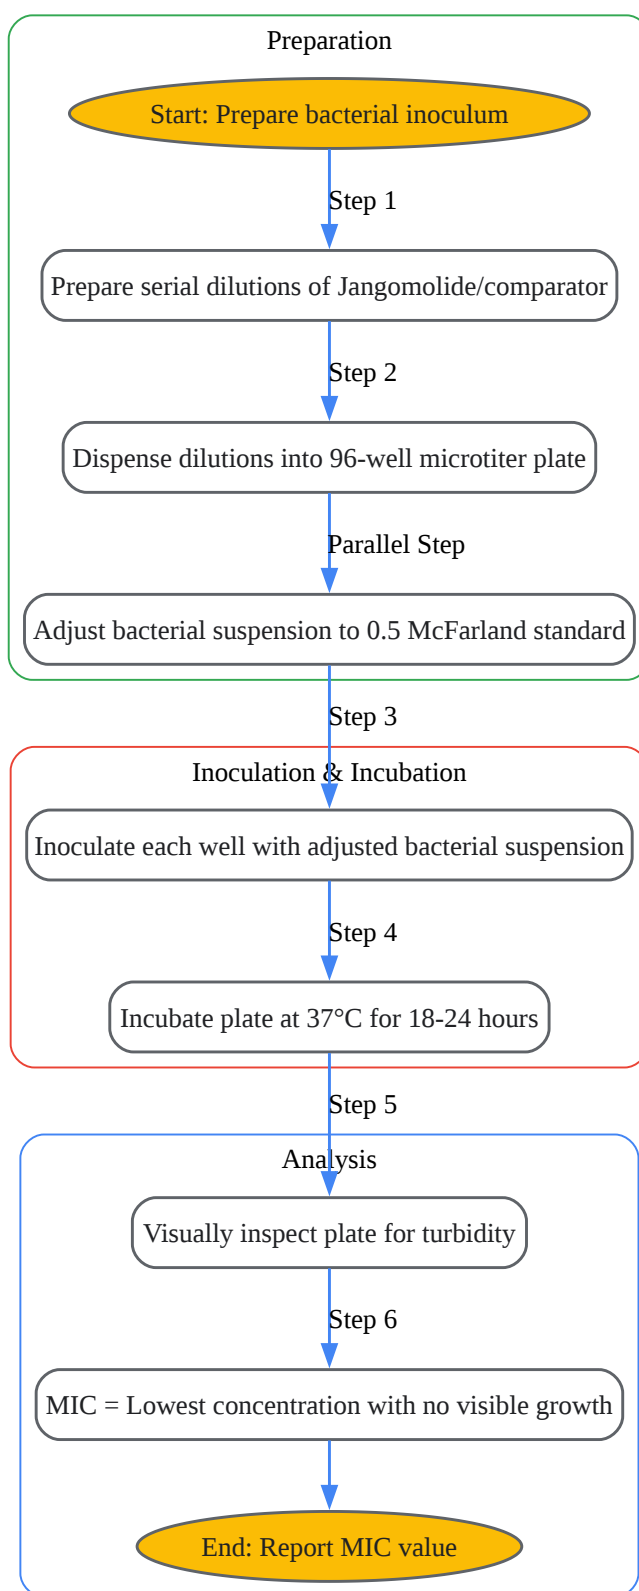 Preparation
Start: Prepare bacterial inoculum
Step 1
Prepare serial dilutions of Jangomolide/comparator
Step 2
Dispense dilutions into 96-well microtiter plate
Parallel Step
Adjust bacterial suspension to 0.5 McFarland standard
Step 3
Inoculation & Incubation
Inoculate each well with adjusted bacterial suspension
Step 4
Incubate plate at 37°C for 18-24 hours
Step 5
Analysis
Visually inspect plate for turbidity
Step 6
MIC = Lowest concentration with no visible growth
End: Report MIC value